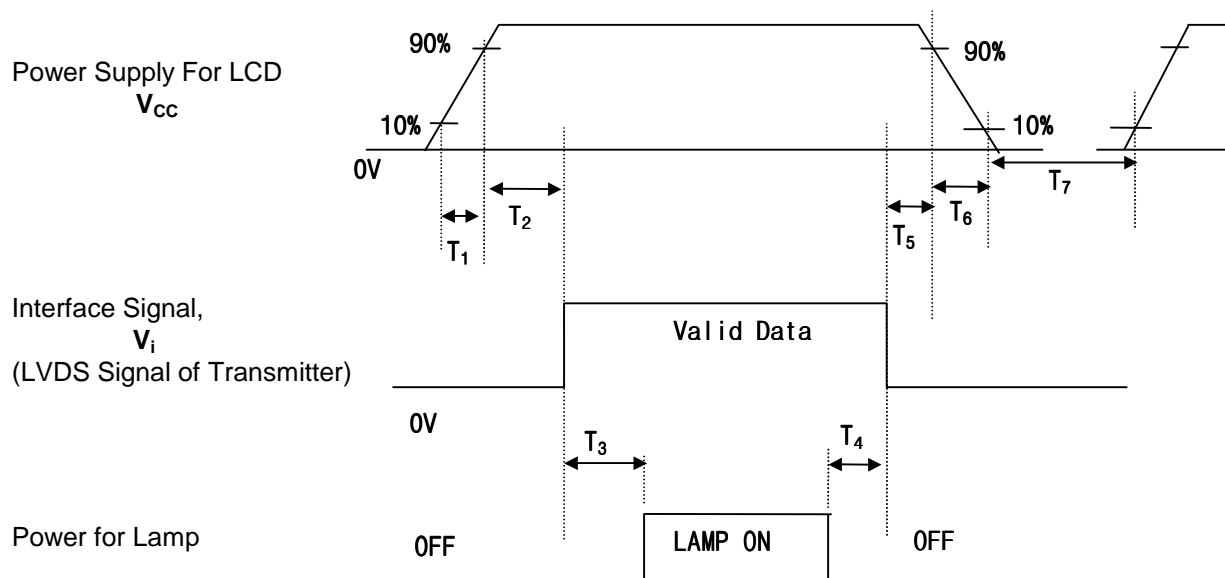 Power Supply For LCD
VCC
90%
10%
0V
90%
10%
T1
T2
T5
T6
T7
Interface Signal,
Vi
(LVDS Signal of Transmitter)
Valid Data
0V
T3
T4
Power for Lamp
OFF
LAMP ON
OFF